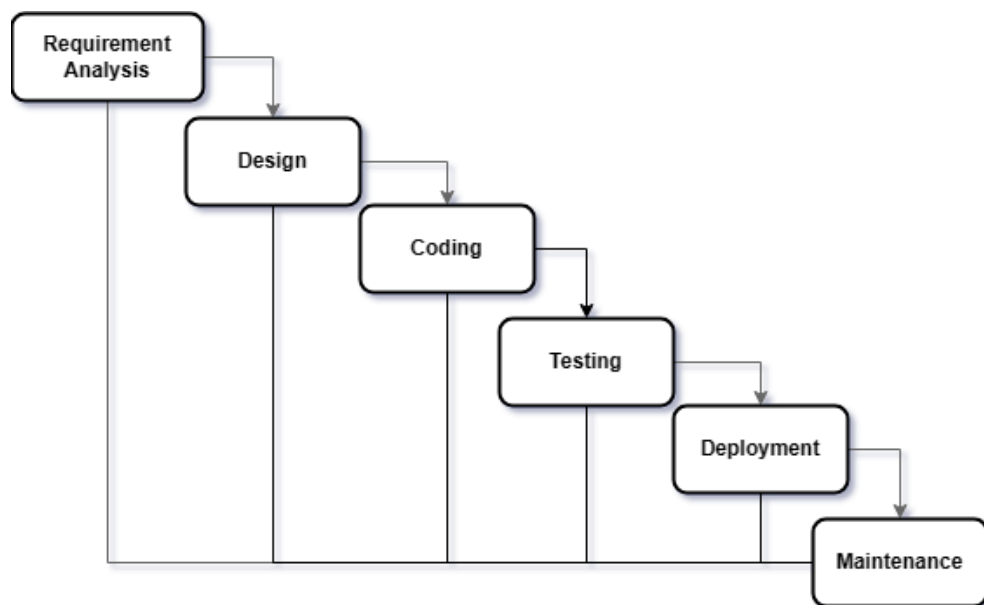 Requirement
Analysis
Design
Coding
Testing
Deployment
Maintenance